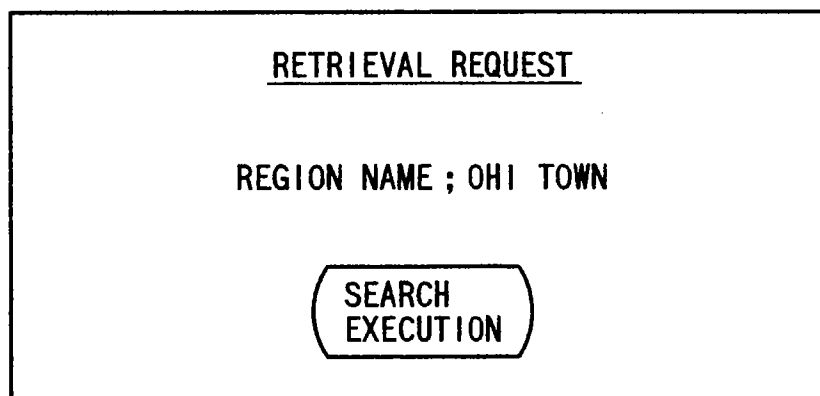 RETRIEVAL REQUEST
REGION NAME ; OHI TOWN
SEARCH
EXECUTION